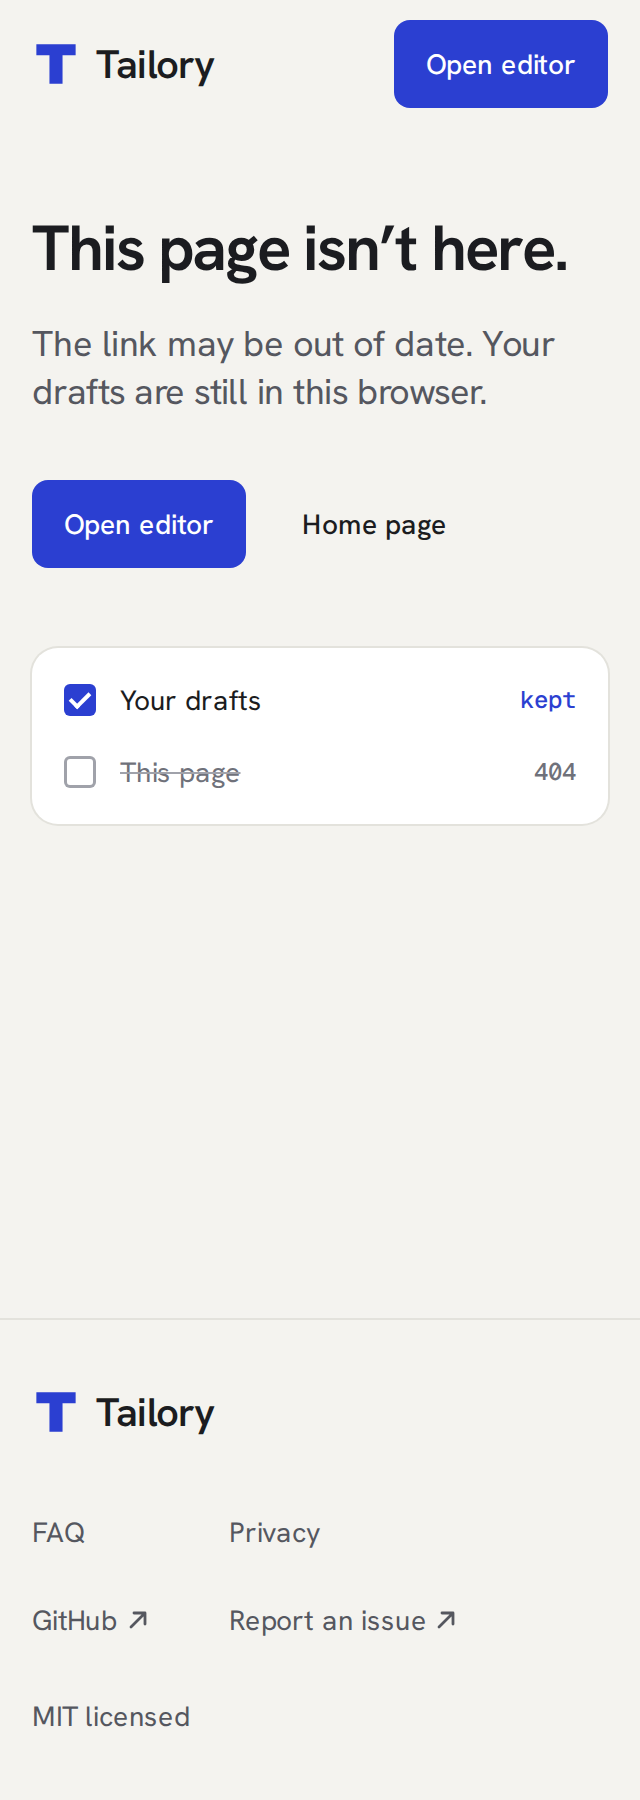 Tailory
Open editor
This page isn’t here.
The link may be out of date. Your
drafts are still in this browser.
Open editor
Home page
Your drafts
kept
This page
404
Tailory
FAQ
Privacy
GitHub
Report an issue
MIT licensed